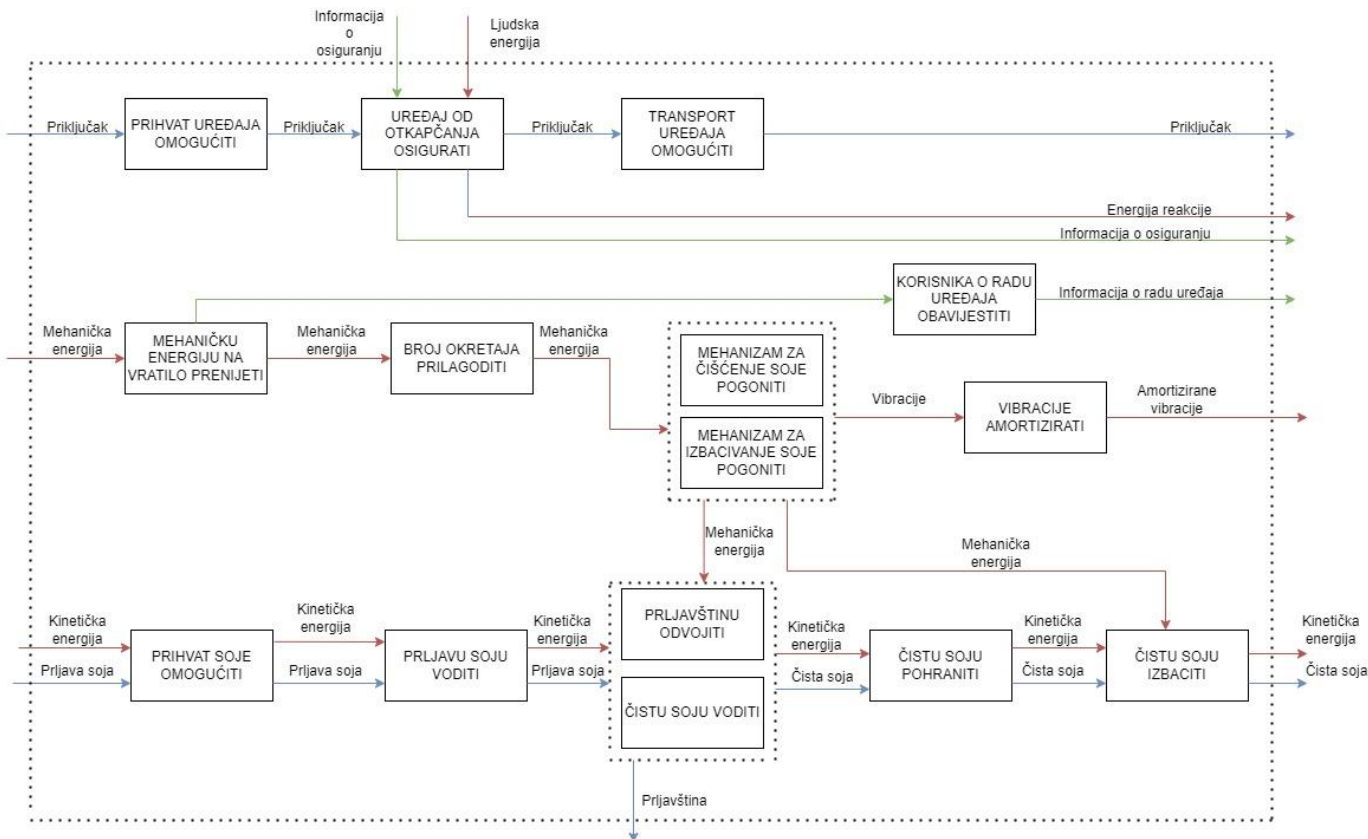 Informacija
o
osiguranju
Ljudska
energija
Priključak
PRIHVAT UREĐAJA
OMOGUĆITI
Priključak
UREĐAJ OD
OTKAPČANJA
OSIGURATI
Priključak
TRANSPORT
UREĐAJA
OMOGUĆITI
Priključak
Energija reakcije
Informacija o osiguranju
KORISNIKA O RADU
UREĐAJA
OBAVIJESTITI
Informacija o radu uređaja
Mehanička
energija
MEHANIČKU
ENERGIJU NA
VRATILO PRENIJETI
Mehanička
energija
BROJ OKRETAJA
PRILAGODITI
Mehanička
energija
MEHANIZAM ZA
ČIŠĆENJE SOJE
POGONITI
MEHANIZAM ZA
IZBACIVANJE SOJE
POGONITI
Vibracije
VIBRACIJE
AMORTIZIRATI
Amortizirane
vibracije
Mehanička
energija
Mehanička
energija
Kinetička
energija
Prljava soja
PRIHVAT SOJE
OMOGUĆITI
Kinetička
energija
Prljava soja
PRLJAVU SOJU
VODITI
Kinetička
energija
Prljava soja
PRLJAVŠTINU
ODVOJITI
ČISTU SOJU VODITI
Kinetička
energija
Čista soja
ČISTU SOJU
POHRANITI
Kinetička
energija
Čista soja
ČISTU SOJU
IZBACITI
Kinetička
energija
Čista soja
Prljavština